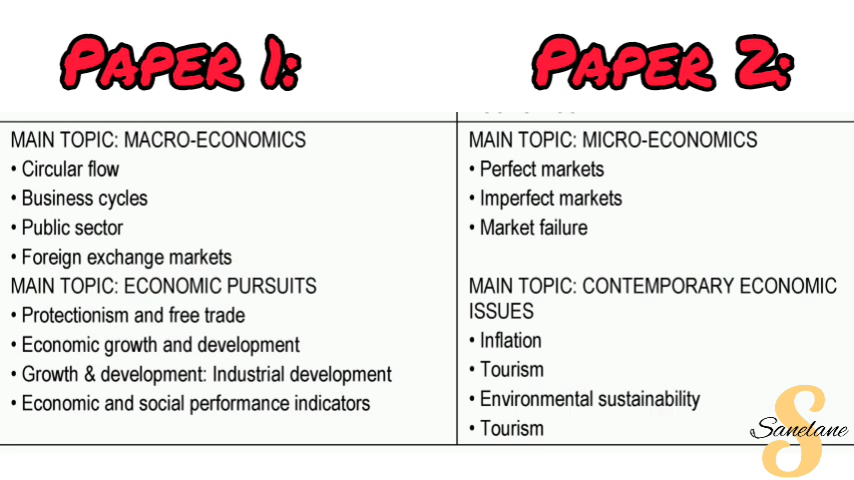 PAPER 1:
PAPER 2:
MAIN TOPIC: MACRO-ECONOMICS
• Circular flow
• Business cycles
• Public sector
• Foreign exchange markets
MAIN TOPIC: ECONOMIC PURSUITS
• Protectionism and free trade
• Economic growth and development
• Growth & development: Industrial development
• Economic and social performance indicators
MAIN TOPIC: MICRO-ECONOMICS
• Perfect markets
• Imperfect markets
• Market failure
MAIN TOPIC: CONTEMPORARY ECONOMIC
ISSUES
• Inflation
• Tourism
• Environmental sustainability
• Tourism
S
Sanelane